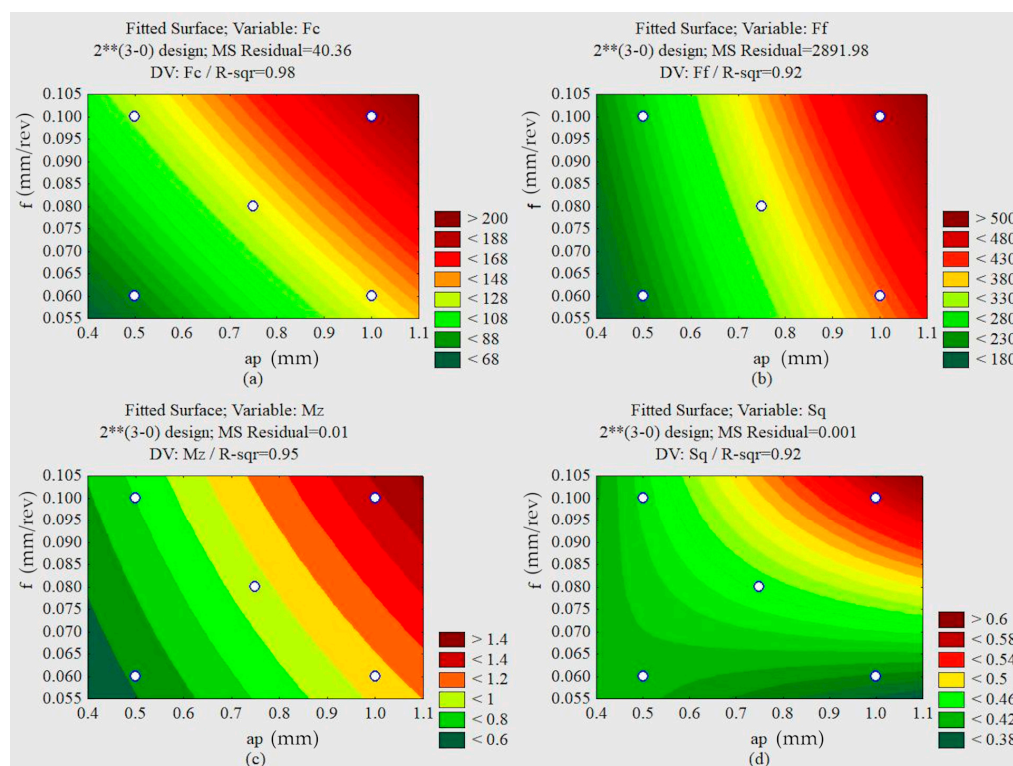 Fitted Surface; Variable: Fc
2**(3-0) design; MS Residual=40.36
DV: Fc / R-sqr=0.98
f (mm/rev)
0.105
0.100
0.095
0.090
0.085
0.080
0.075
0.070
0.065
0.060
0.055
0.4 0.5 0.6 0.7 0.8 0.9 1.0 1.1
ap (mm)
(a)
> 200
< 188
< 168
< 148
< 128
< 108
< 88
< 68
Fitted Surface; Variable: Ff
2**(3-0) design; MS Residual=2891.98
DV: Ff / R-sqr=0.92
f (mm/rev)
0.105
0.100
0.095
0.090
0.085
0.080
0.075
0.070
0.065
0.060
0.055
0.4 0.5 0.6 0.7 0.8 0.9 1.0 1.1
ap (mm)
(b)
> 500
< 480
< 430
< 380
< 330
< 280
< 230
< 180
Fitted Surface; Variable: Mz
2**(3-0) design; MS Residual=0.01
DV: Mz / R-sqr=0.95
f (mm/rev)
0.105
0.100
0.095
0.090
0.085
0.080
0.075
0.070
0.065
0.060
0.055
0.4 0.5 0.6 0.7 0.8 0.9 1.0 1.1
ap (mm)
(c)
> 1.4
< 1.4
< 1.2
< 1
< 0.8
< 0.6
Fitted Surface; Variable: Sq
2**(3-0) design; MS Residual=0.001
DV: Sq / R-sqr=0.92
f (mm/rev)
0.105
0.100
0.095
0.090
0.085
0.080
0.075
0.070
0.065
0.060
0.055
0.4 0.5 0.6 0.7 0.8 0.9 1.0 1.1
ap (mm)
(d)
> 0.6
< 0.58
< 0.54
< 0.5
< 0.46
< 0.42
< 0.38